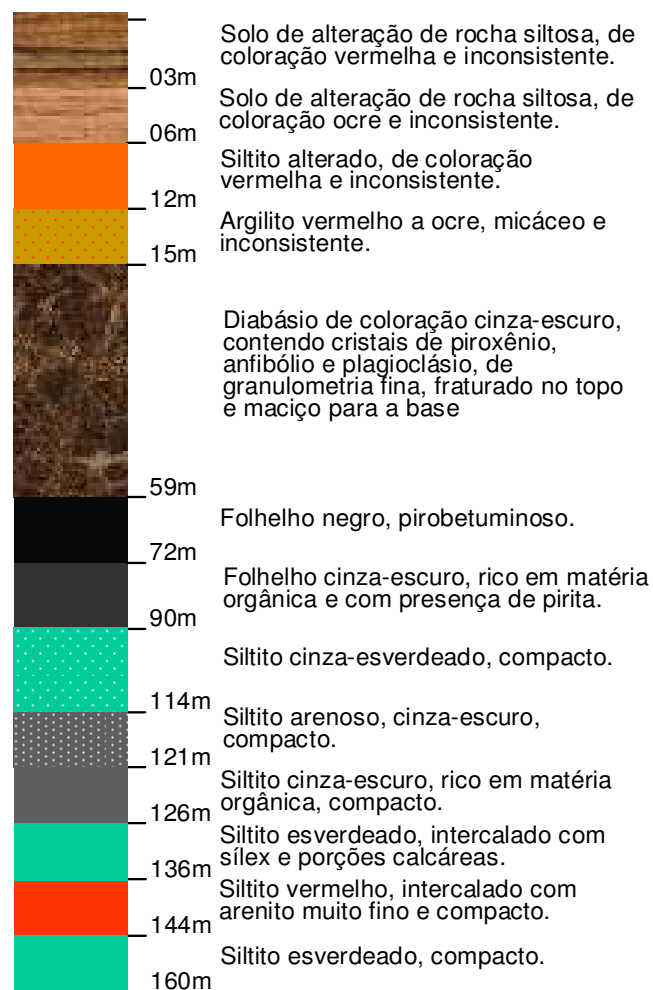 Solo de alteração de rocha siltosa, de
coloração vermelha e inconsistente.
03m
Solo de alteração de rocha siltosa, de
coloração ocre e inconsistente.
06m
Siltito alterado, de coloração
vermelha e inconsistente.
12m
Argilito vermelho a ocre, micáceo e
inconsistente.
15m
Diabásio de coloração cinza-escuro,
contendo cristais de piroxênio,
anfibólio e plagioclásio, de
granulometria fina, fraturado no topo
e maciço para a base
59m
Folhelho negro, pirobetuminoso.
72m
Folhelho cinza-escuro, rico em matéria
orgânica e com presença de pirita.
90m
Siltito cinza-esverdeado, compacto.
114m
Siltito arenoso, cinza-escuro,
compacto.
121m
Siltito cinza-escuro, rico em matéria
orgânica, compacto.
126m
Siltito esverdeado, intercalado com
sílex e porções calcáreas.
136m
Siltito vermelho, intercalado com
arenito muito fino e compacto.
144m
Siltito esverdeado, compacto.
160m